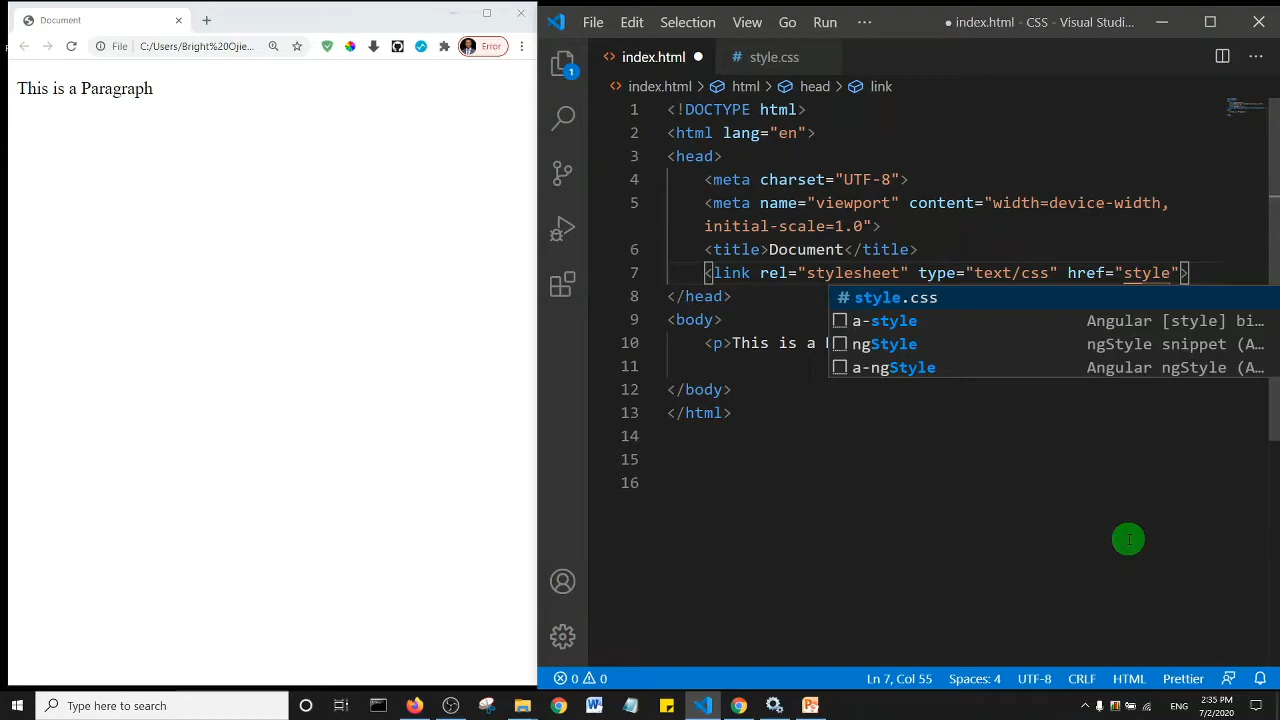 Document
File
C:/Users/Bright%20Ojie...
Error
This is a Paragraph
File Edit Selection View Go Run ···
● index.html - CSS - Visual Studi...
1
index.html
style.css
index.html > html > head > link
1 <!DOCTYPE html>
2 <html lang="en">
3 <head>
4 <meta charset="UTF-8">
5 <meta name="viewport" content="width=device-width,
initial-scale=1.0">
6 <title>Document</title>
7 <link rel="stylesheet" type="text/css" href="style">
8 </head>
# style.css
9 <body>
a-style Angular [style] bi...
10 <p>This is a
ngStyle ngStyle snippet (A...
11
a-ngStyle Angular ngStyle (A...
12 </body>
13 </html>
14
15
16
0 0
Ln 7, Col 55 Spaces: 4 UTF-8 CRLF HTML Prettier
Type here to search
ENG
2:35 PM
7/2/2020